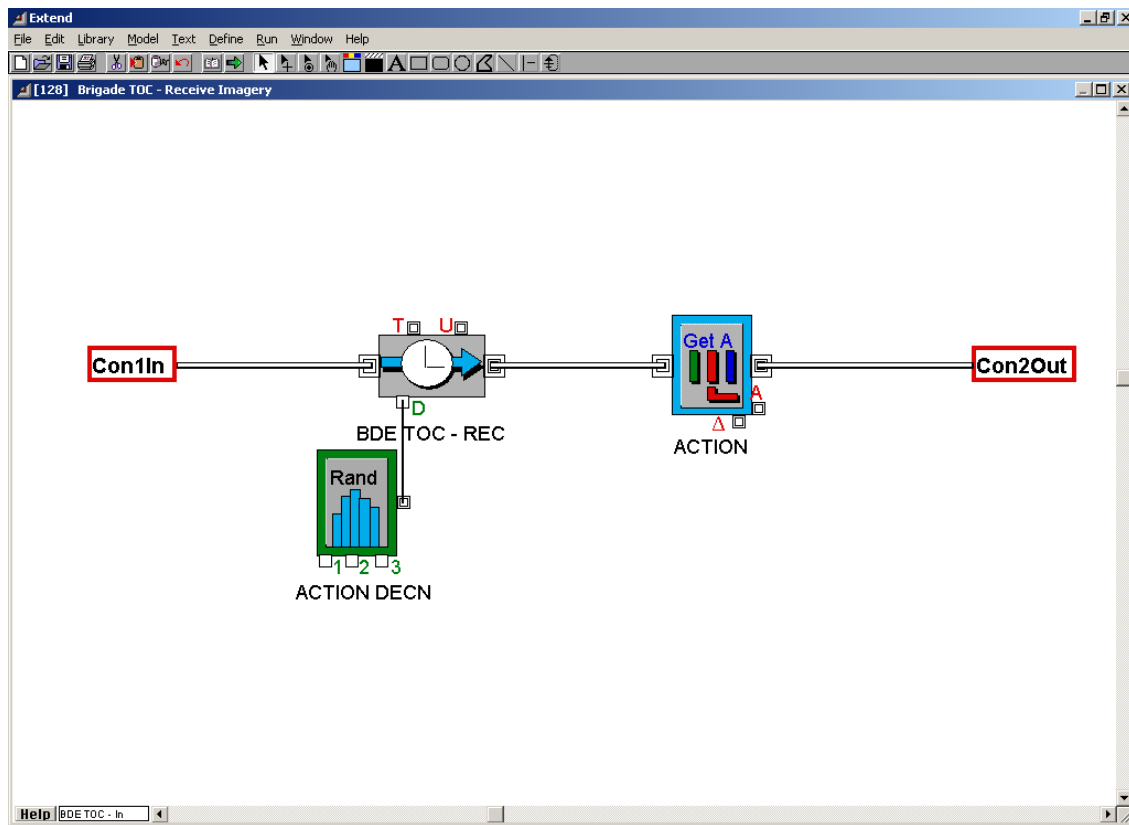 Extend
File Edit Library Model Text Define Run Window Help
A
[128] Brigade TOC - Receive Imagery
T U
Get A
Con1In
Con2Out
A
D
Δ
BDE TOC - REC
ACTION
Rand
1 2 3
ACTION DECN
Help BDE TOC - In